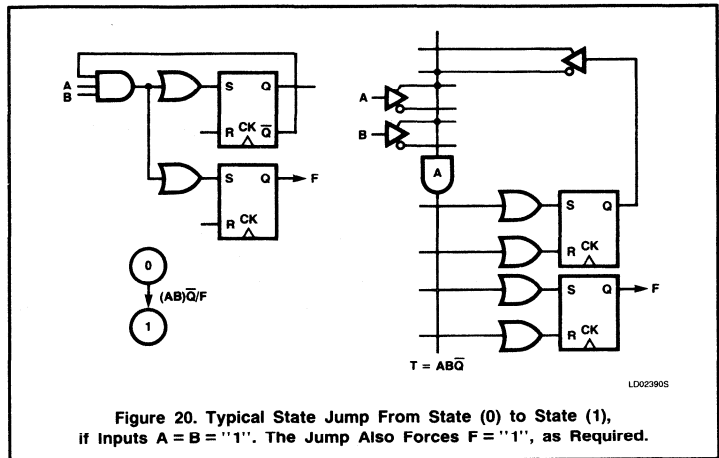 A
B
S Q
R CK Q̅
S Q F
R CK
0
(AB)Q̅/F
1
A
B
A
S Q
R CK
S Q F
R CK
T = ABQ̅
LD02390S
Figure 20. Typical State Jump From State (0) to State (1),
if Inputs A = B = "1". The Jump Also Forces F = "1", as Required.